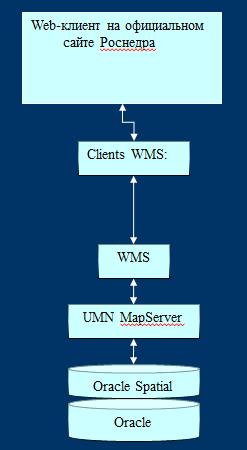 Web-клиент на официальном
сайте Роснедра
Clients WMS:
WMS
UMN MapServer
Oracle Spatial
Oracle